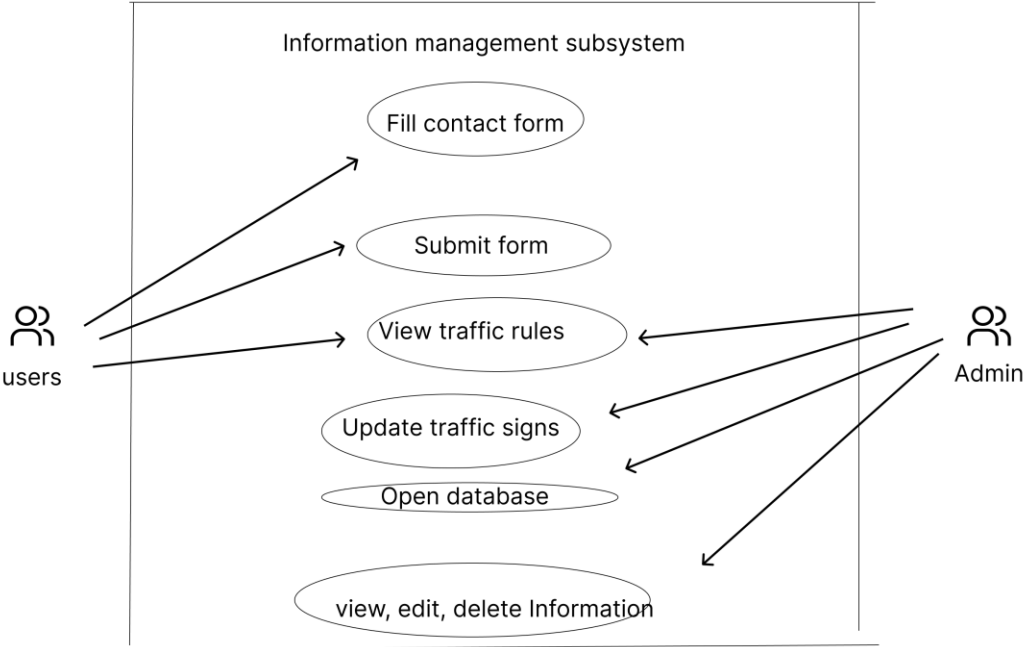 Information management subsystem
Fill contact form
Submit form
View traffic rules
users
Admin
Update traffic signs
Open database
view, edit, delete Information